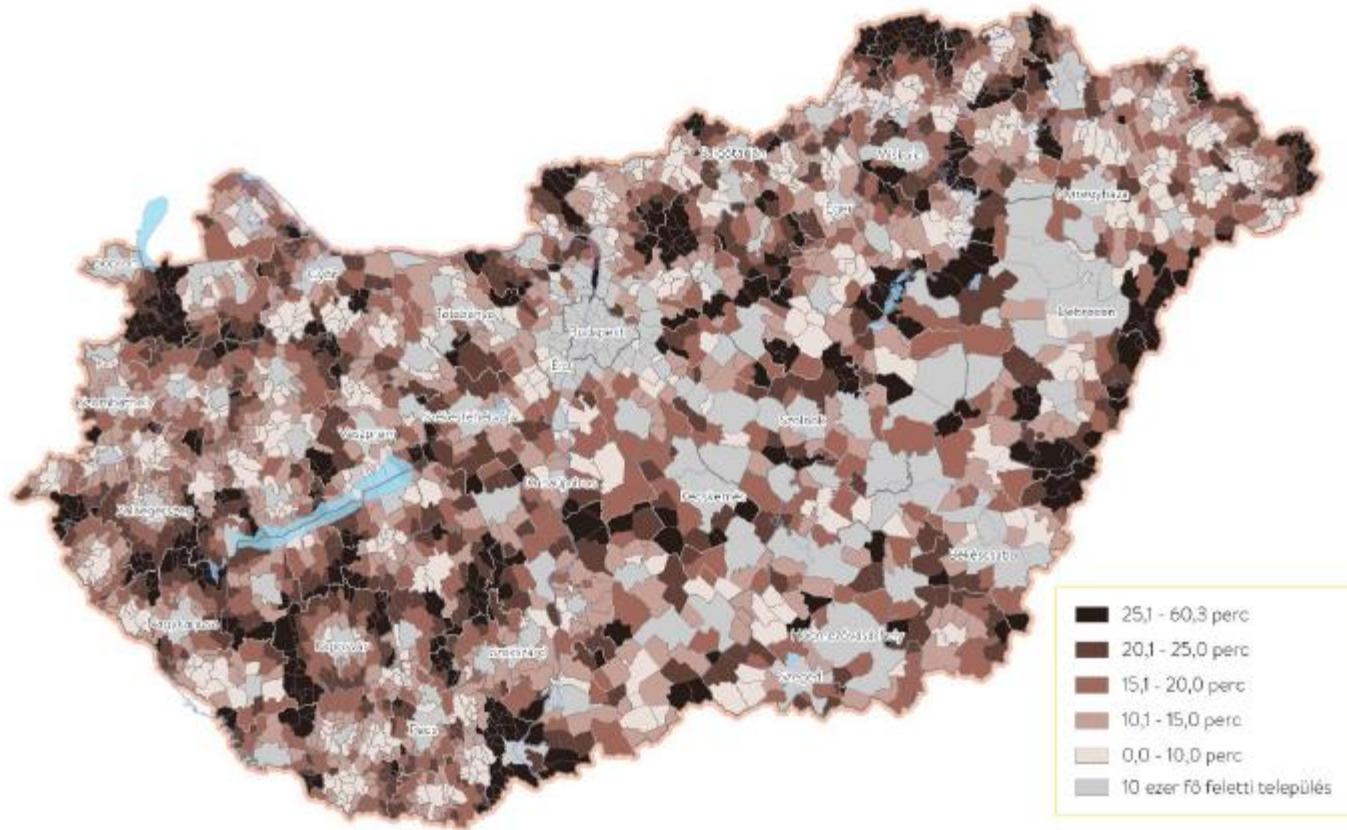 Salgótarján
Miskolc
Nyíregyháza
Eger
Sopron
Győr
Debrecen
Tatabánya
Budapest
Érd
Szombathely
Székesfehérvár
Szolnok
Veszprém
Dunaújváros
Kecskemét
Zalaegerszeg
Békéscsaba
Nagykanizsa
Hódmezővásárhely
Kaposvár
Szekszárd
Szeged
Pécs
25,1 - 60,3 perc
20,1 - 25,0 perc
15,1 - 20,0 perc
10,1 - 15,0 perc
0,0 - 10,0 perc
10 ezer fő feletti település